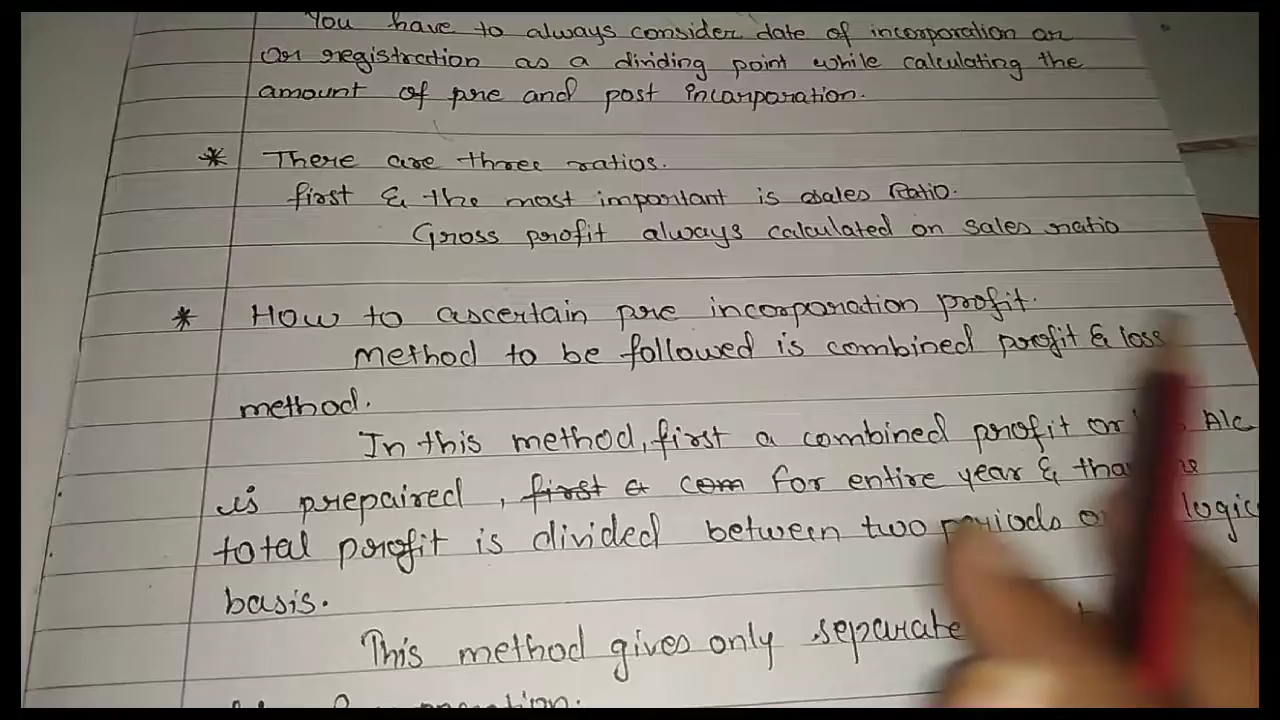 You have to always consider date of incorporation on
or registration as a dividing point while calculating the
amount of pre and post incorporation.
* There are three ratios.
first & the most important is sales Ratio.
Gross profit always calculated on sales ratio
* How to ascertain pre incorporation profit.
Method to be followed is combined profit & loss
method.
In this method, first a combined profit or A/c
is prepaired, first & com for entire year &
total profit is divided between two periods logic
basis.
This method gives only separate